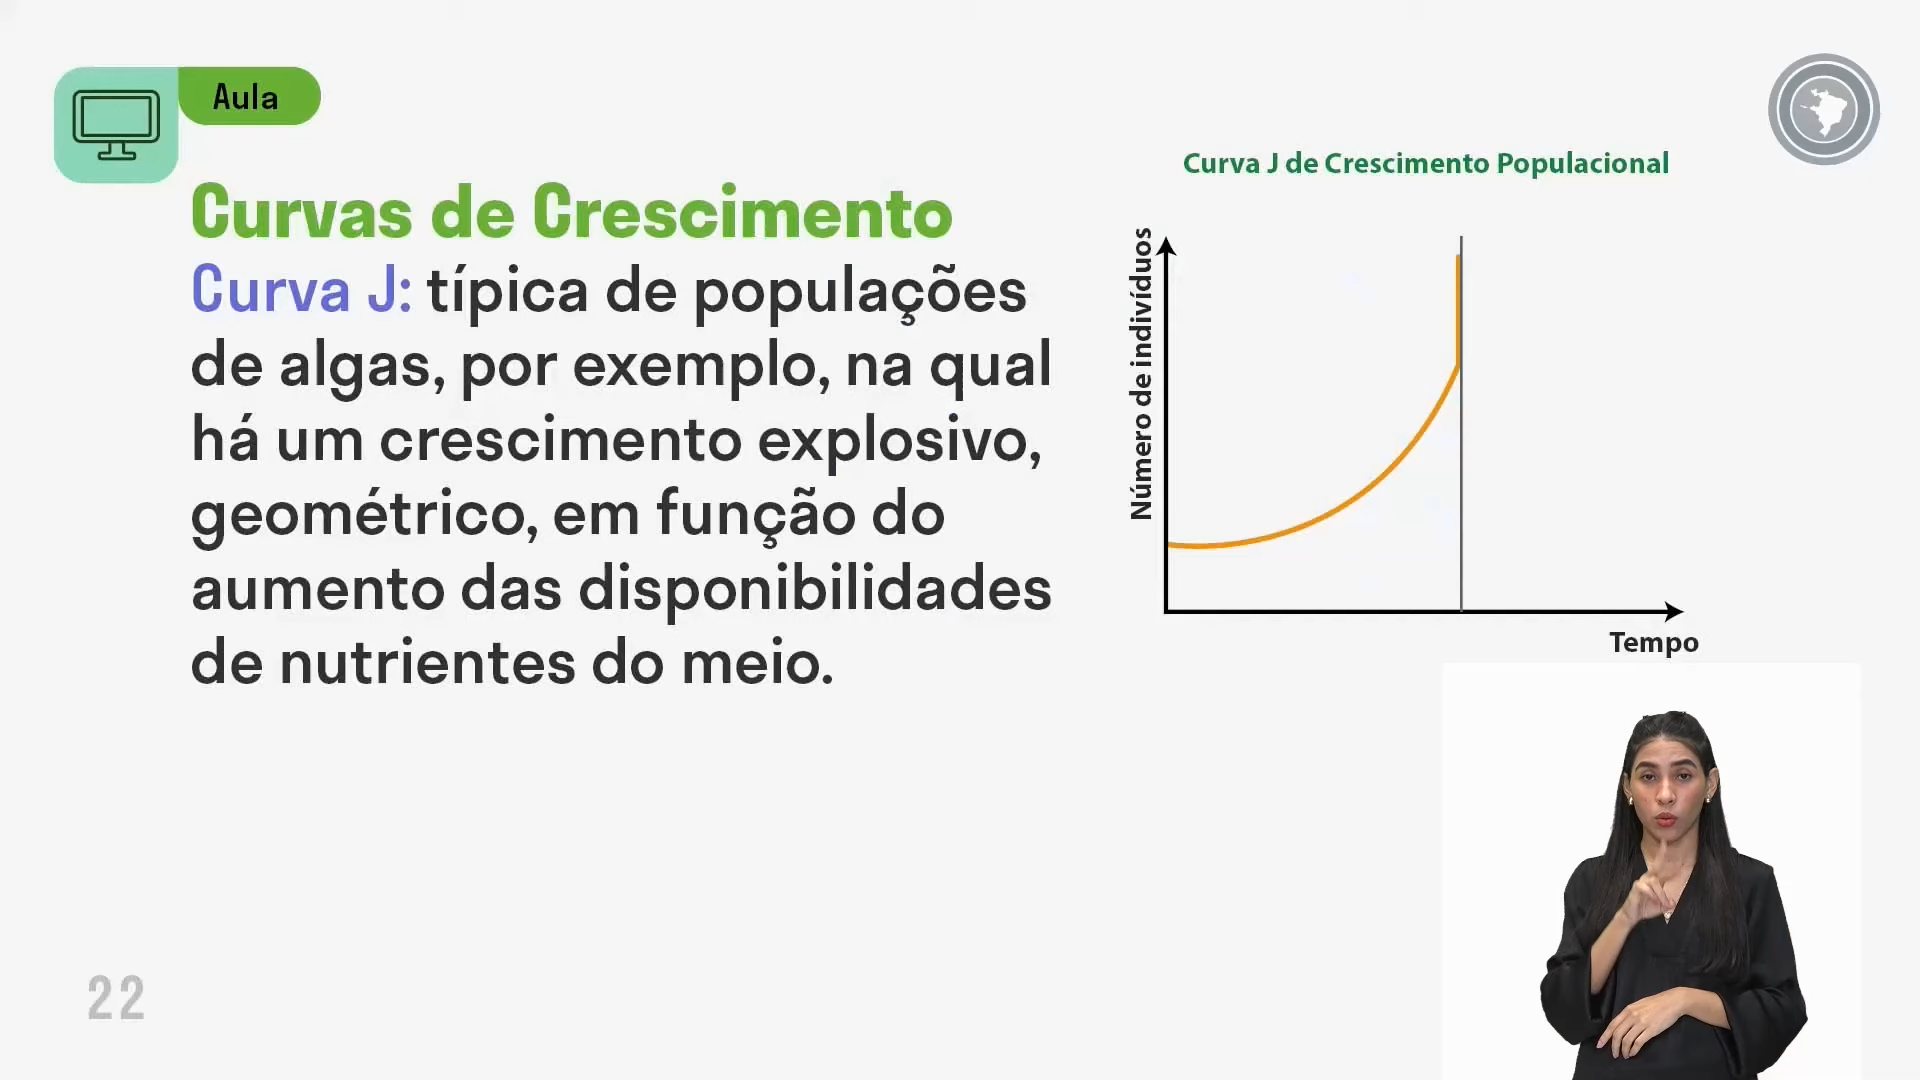 Aula
Curvas de Crescimento
Curva J: típica de populações
de algas, por exemplo, na qual
há um crescimento explosivo,
geométrico, em função do
aumento das disponibilidades
de nutrientes do meio.
Curva J de Crescimento Populacional
Número de indivíduos
Tempo
22